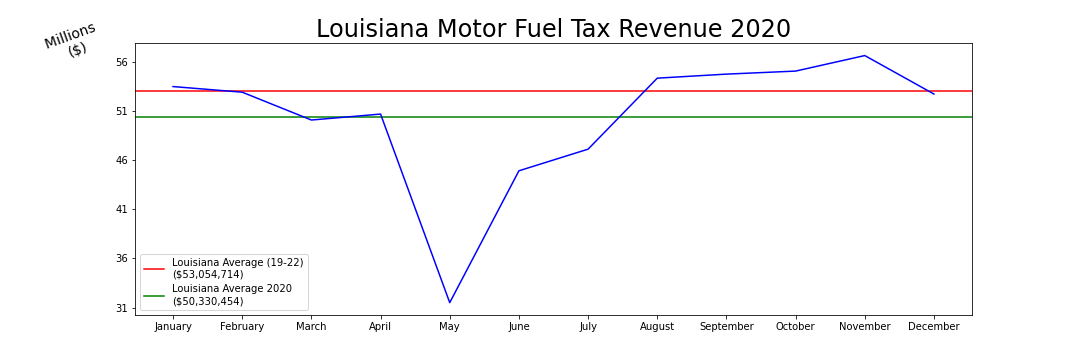 Louisiana Motor Fuel Tax Revenue 2020
Millions
($)
56
51
46
41
36
31
Louisiana Average (19-22)
($53,054,714)
Louisiana Average 2020
($50,330,454)
January February March April May June July August September October November December